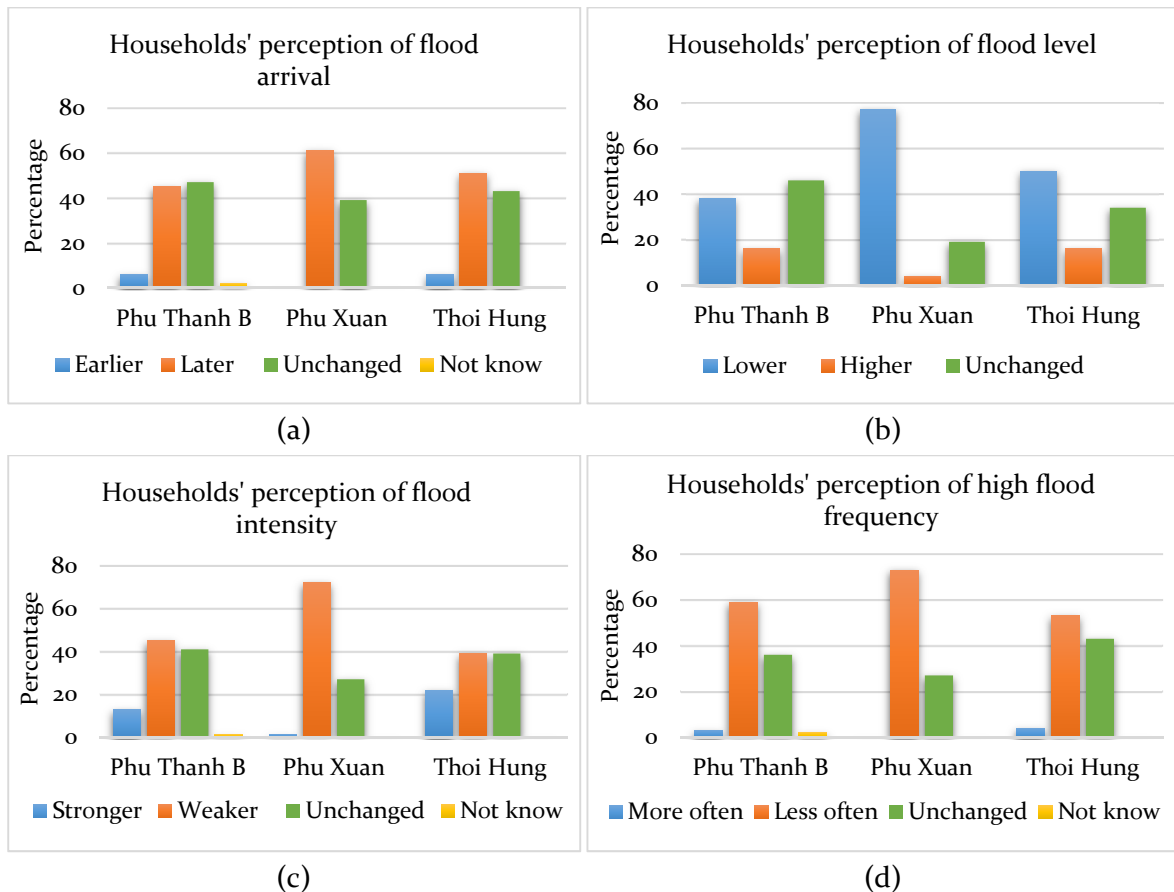 Households' perception of flood
arrival
Percentage
80
60
40
20
0
Phu Thanh B Phu Xuan Thoi Hung
Earlier Later Unchanged Not know
(a)
Households' perception of flood level
Percentage
80
60
40
20
0
Phu Thanh B Phu Xuan Thoi Hung
Lower Higher Unchanged
(b)
Households' perception of flood
intensity
Percentage
80
60
40
20
0
Phu Thanh B Phu Xuan Thoi Hung
Stronger Weaker Unchanged Not know
(c)
Households' perception of high flood
frequency
Percentage
80
60
40
20
0
Phu Thanh B Phu Xuan Thoi Hung
More often Less often Unchanged Not know
(d)